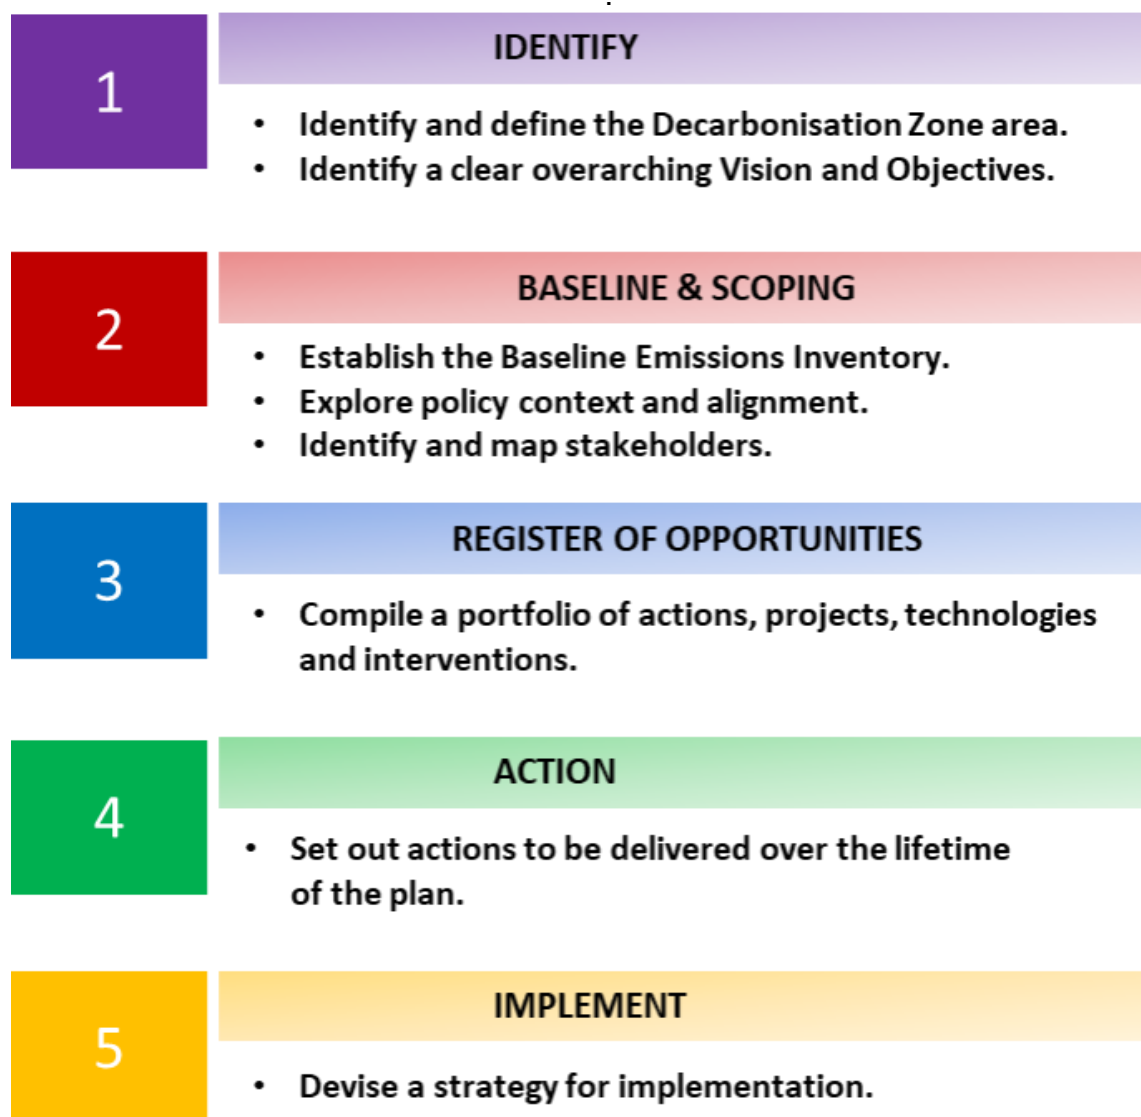 1
IDENTIFY
• Identify and define the Decarbonisation Zone area.
• Identify a clear overarching Vision and Objectives.
2
BASELINE & SCOPING
• Establish the Baseline Emissions Inventory.
• Explore policy context and alignment.
• Identify and map stakeholders.
3
REGISTER OF OPPORTUNITIES
• Compile a portfolio of actions, projects, technologies
and interventions.
4
ACTION
• Set out actions to be delivered over the lifetime
of the plan.
5
IMPLEMENT
• Devise a strategy for implementation.